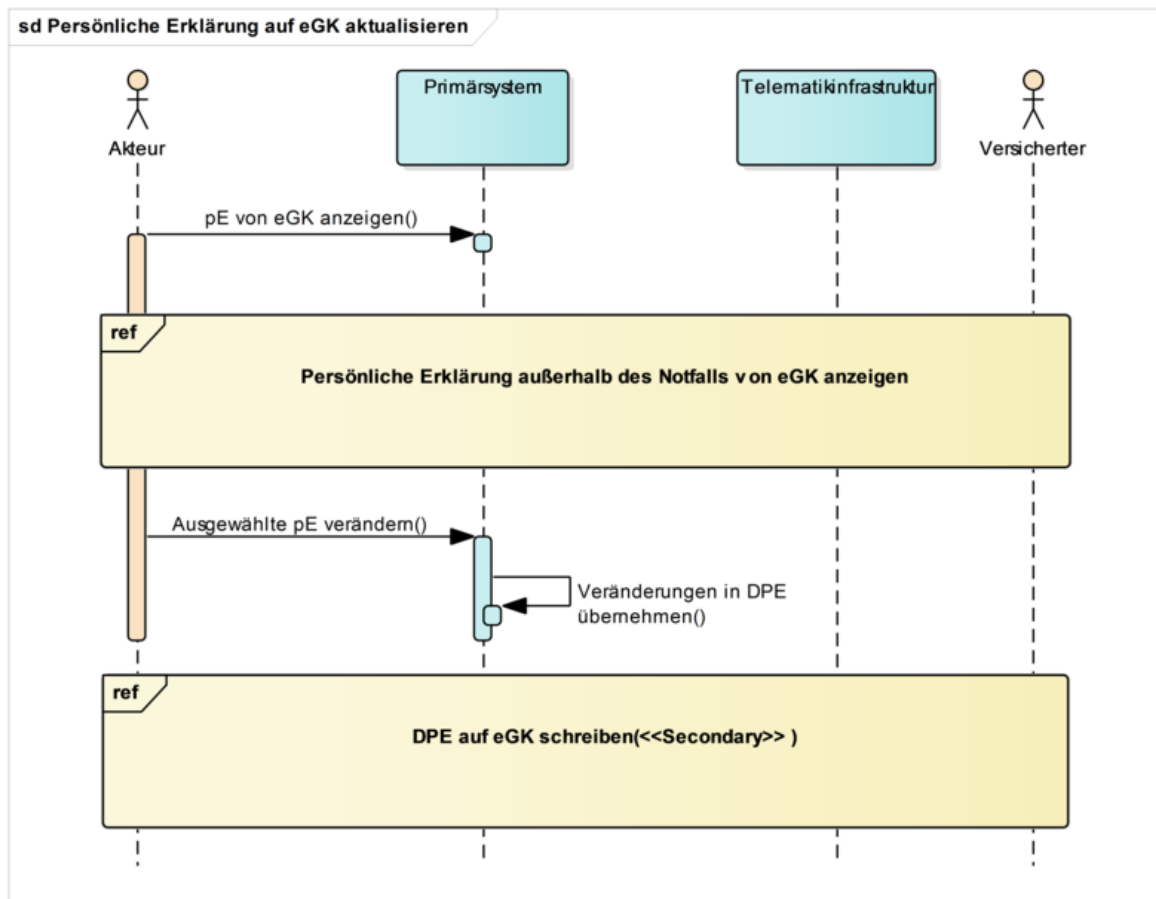 sd Persönliche Erklärung auf eGK aktualisieren
Akteur
Primärsystem
Telematikinfrastruktur
Versicherter
pE von eGK anzeigen()
ref
Persönliche Erklärung außerhalb des Notfalls von eGK anzeigen
Ausgewählte pE verändern()
Veränderungen in DPE
übernehmen()
ref
DPE auf eGK schreiben(<<Secondary>> )